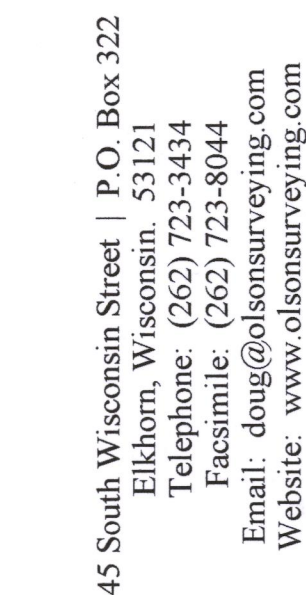 45 South Wisconsin Street | P.O. Box 322
Elkhorn, Wisconsin. 53121
Telephone: (262) 723-3434
Facsimile: (262) 723-8044
Email: doug@olsonsurveying.com
Website: www.olsonsurveying.com